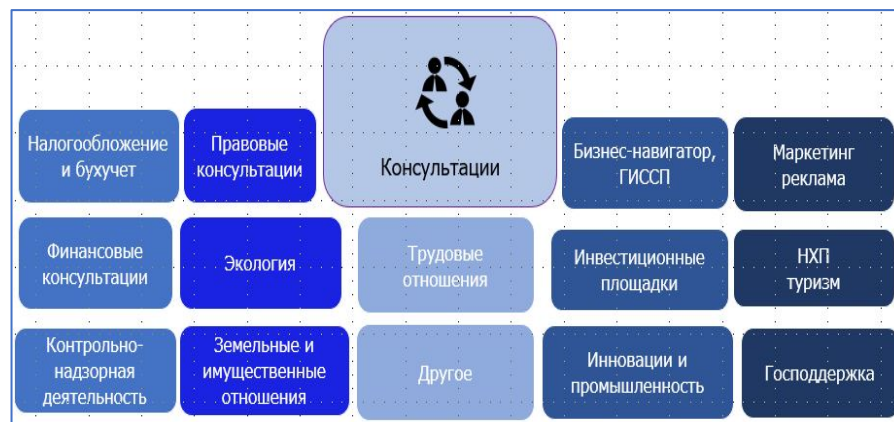 Консультации
Налогообложение
и бухучет
Правовые
консультации
Бизнес-навигатор,
ГИССП
Маркетинг
реклама
Финансовые
консультации
Экология
Трудовые
отношения
Инвестиционные
площадки
НХП
туризм
Контрольно-
надзорная
деятельность
Земельные и
имущественные
отношения
Другое
Инновации и
промышленность
Господдержка